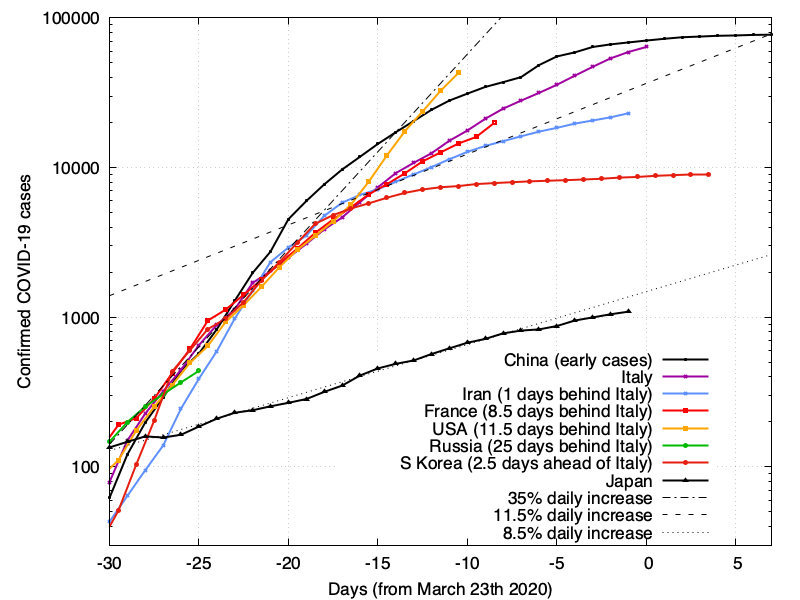 100000
10000
1000
100
Confirmed COVID-19 cases
China (early cases)
Italy
Iran (1 days behind Italy)
France (8.5 days behind Italy)
USA (11.5 days behind Italy)
Russia (25 days behind Italy)
S Korea (2.5 days ahead of Italy)
Japan
35% daily increase
11.5% daily increase
8.5% daily increase
-30 -25 -20 -15 -10 -5 0 5
Days (from March 23th 2020)